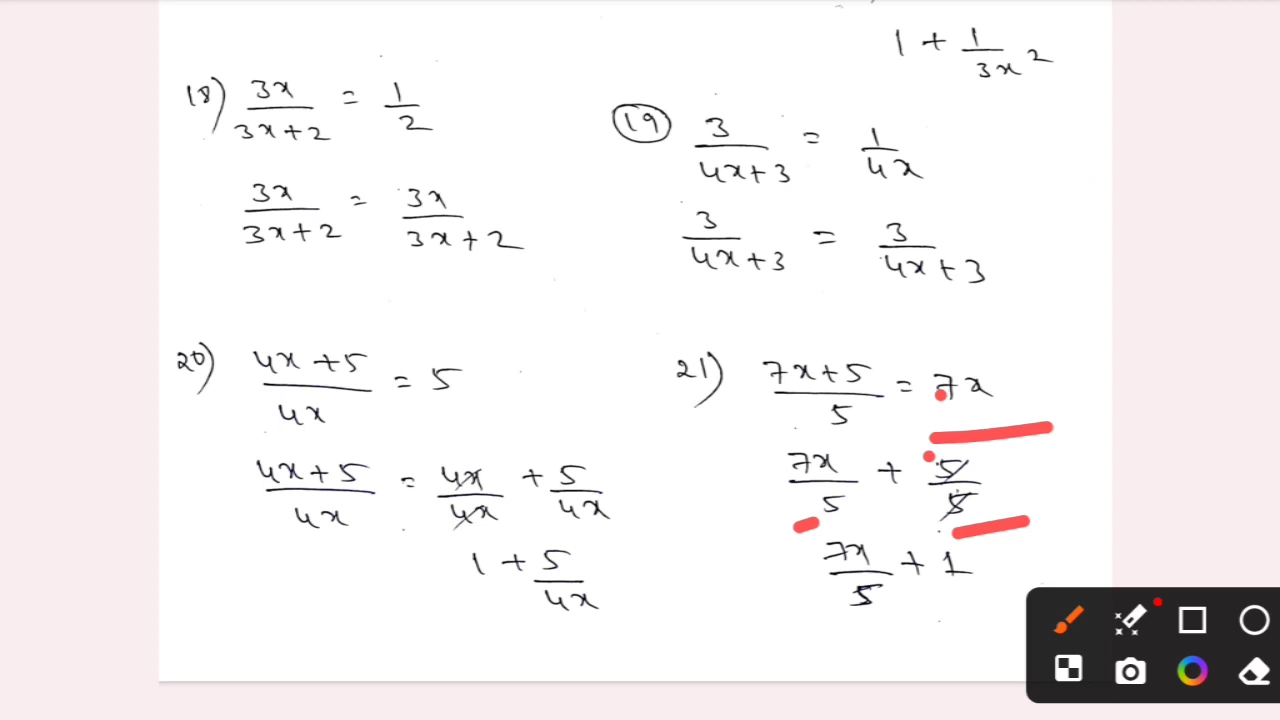 1 + 1/3x²
18) 3x/3x+2 = 1/2
3x/3x+2 = 3x/3x+2
(19) 3/4x+3 = 1/4x
3/4x+3 = 3/4x+3
20) 4x+5/4x = 5
4x+5/4x = 4x/4x + 5/4x
1 + 5/4x
21) 7x+5/5 = 7x
7x/5 + 5/5
7x/5 + 1